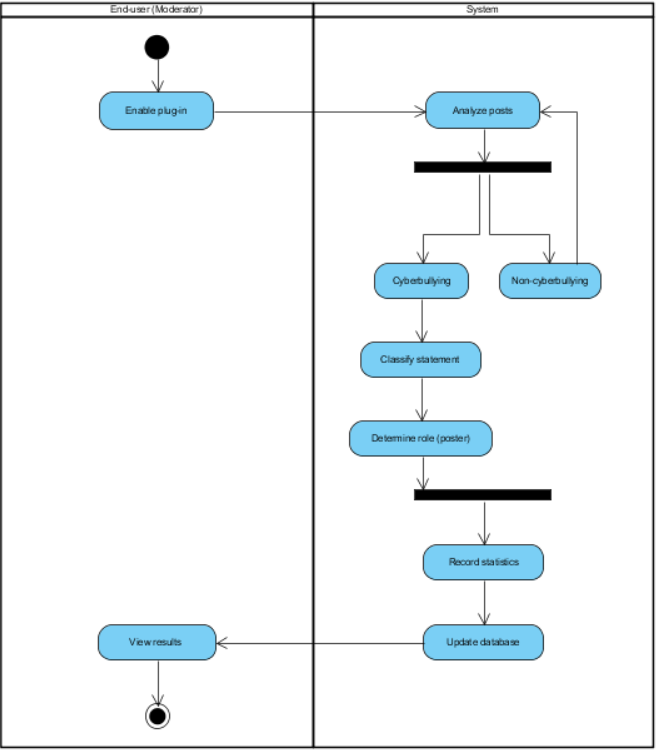 End-user (Moderator)
System
Enable plug-in
Analyze posts
Cyberbullying
Non-cyberbullying
Classify statement
Determine role (poster)
Record statistics
View results
Update database